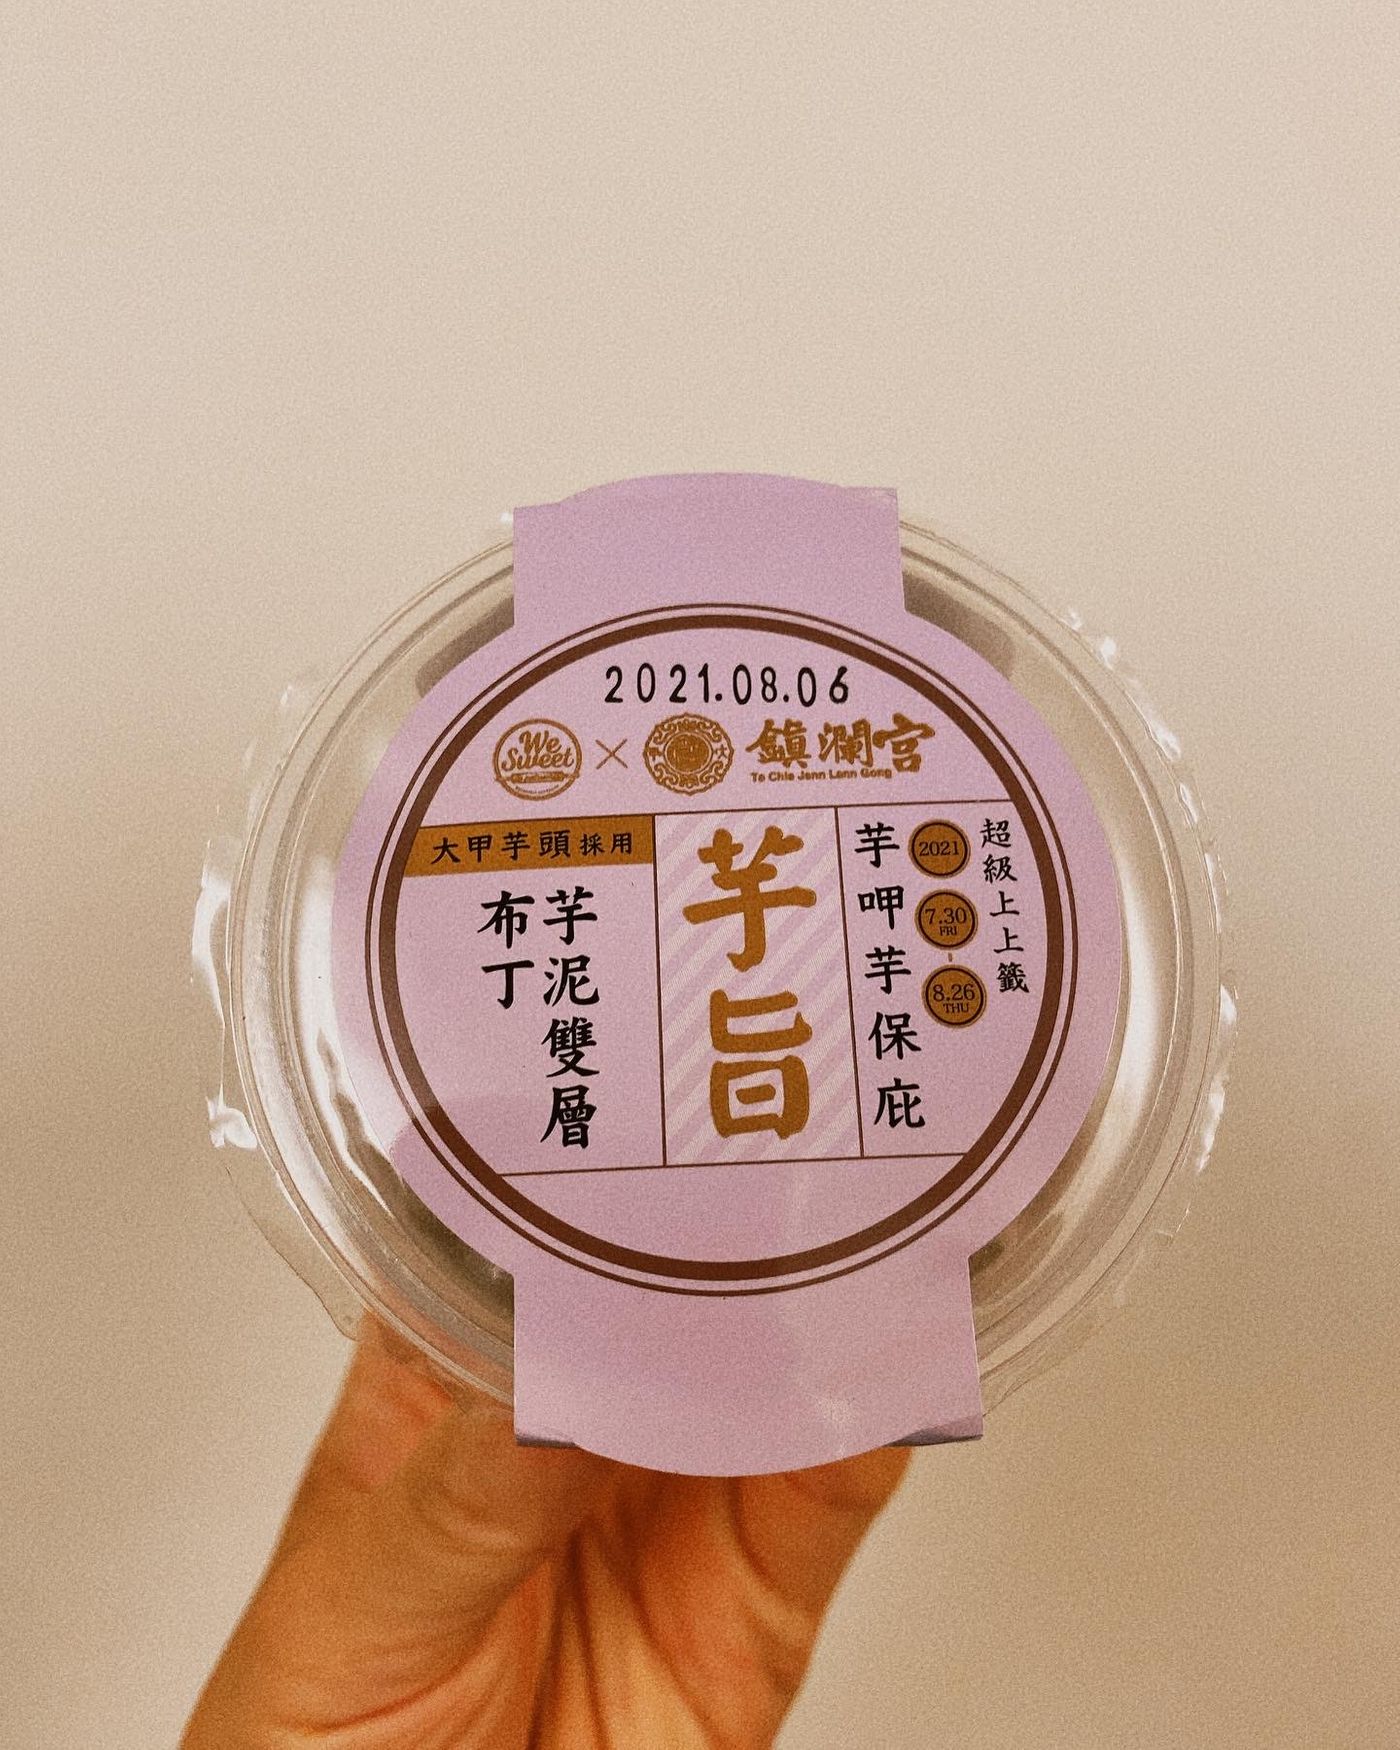 2021.08.06
We
Sweet
鎮瀾宮
Ta Chia Jenn Lann Gong
超級上上籤
2021
7.30
FRI
-
8.26
THU
芋呷芋保庇
芋旨
大甲芋頭採用
芋泥雙層
布丁